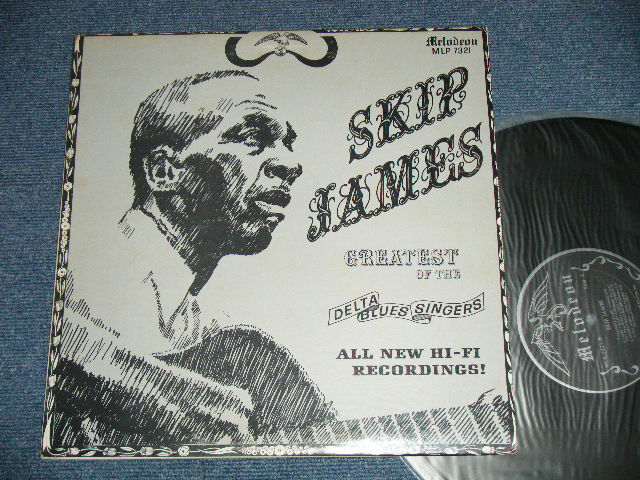 Melodeon
MLP 7321
SKIP
JAMES
GREATEST
OF THE
DELTA
BLUES SINGERS
ALL NEW HI-FI
RECORDINGS!
Melodeon